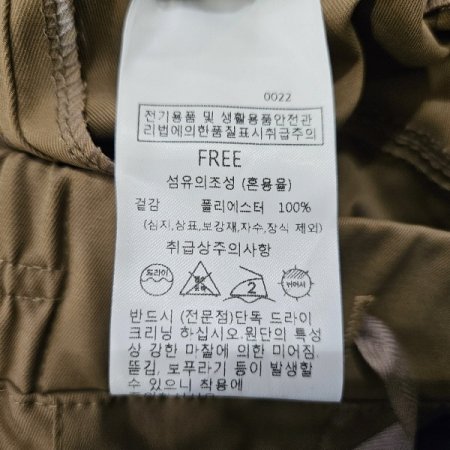 0022
전기용품 및 생활용품안전관
리법에의한품질표시취급주의
FREE
섬유의조성 (혼용율)
겉감 폴리에스터 100%
(심지,상표,보강재,자수,장식 제외)
취급상주의사항
드라이 2 뉘어서
반드시 (전문점)단독 드라이
크리닝 하십시오.원단의 특성
상 강한 마찰에 의한 미어짐,
뜯김, 보푸라기 등이 발생할
수 있으니 착용에